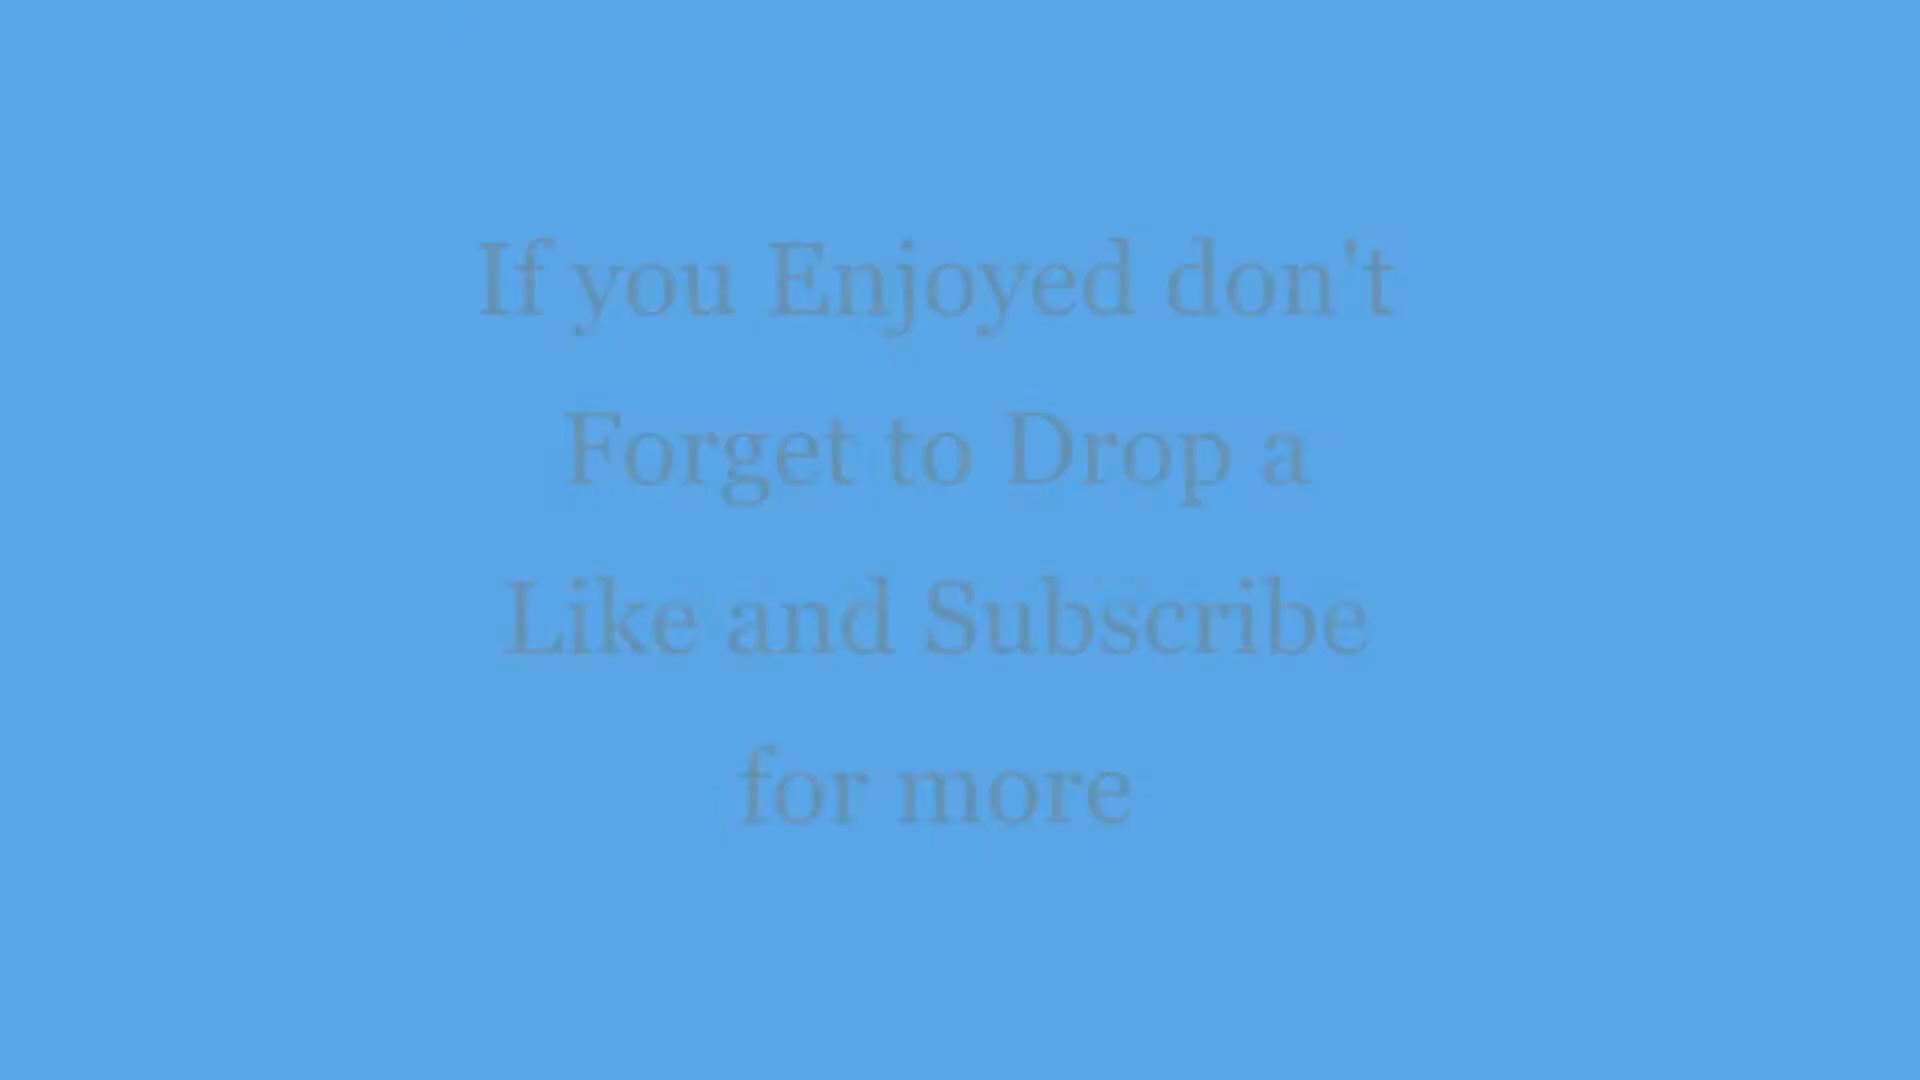 If you Enjoyed don't
Forget to Drop a
Like and Subscribe
for more